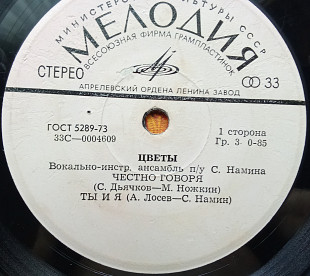 МИНИСТЕРСТВО КУЛЬТУРЫ СССР
МЕЛОДИЯ
ВСЕСОЮЗНАЯ ФИРМА ГРАМПЛАСТИНОК
СТЕРЕО
33
АПРЕЛЕВСКИЙ ОРДЕНА ЛЕНИНА ЗАВОД
ГОСТ 5289-73
33С—0004609
1 сторона
Гр. 3—0-85
ЦВЕТЫ
Вокально-инстр. ансамбль п/у С. Намина
ЧЕСТНО ГОВОРЯ
(С. Дьячков—М. Ножкин)
ТЫ И Я (А. Лосев—С. Намин)